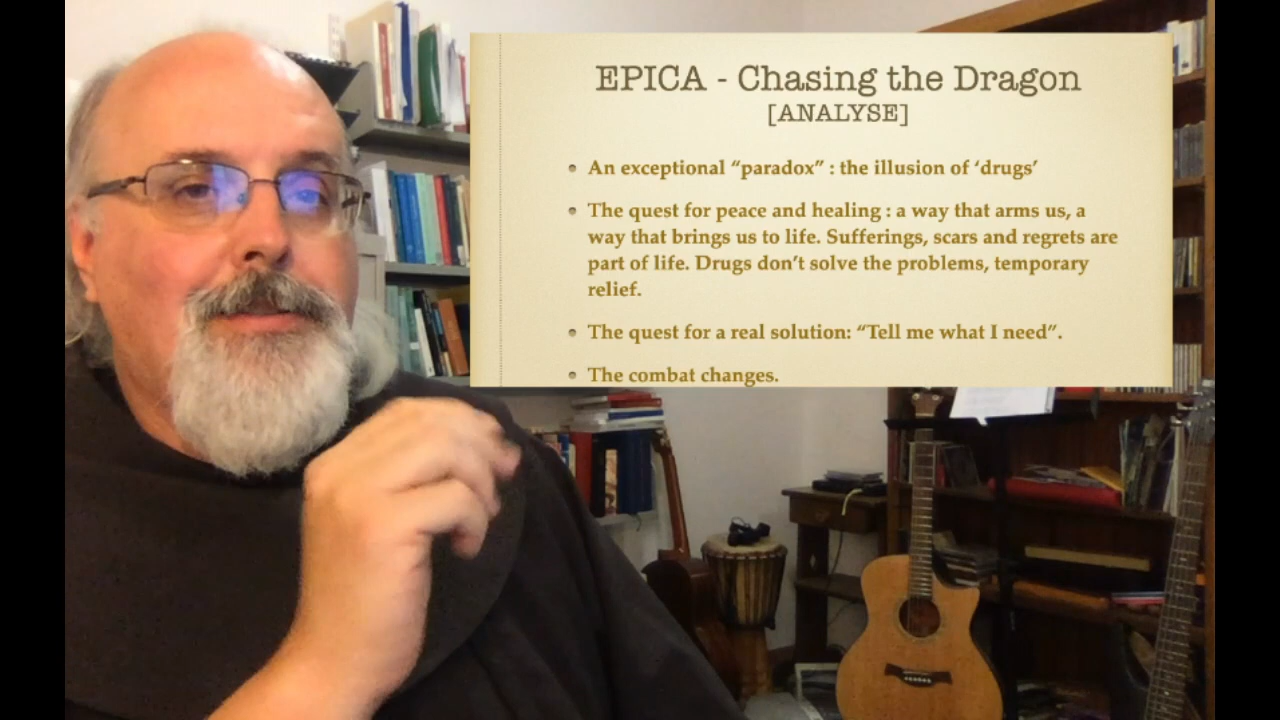 EPICA - Chasing the Dragon
[ANALYSE]
• An exceptional “paradox” : the illusion of ‘drugs’
• The quest for peace and healing : a way that arms us, a
way that brings us to life. Sufferings, scars and regrets are
part of life. Drugs don’t solve the problems, temporary
relief.
• The quest for a real solution: “Tell me what I need”.
• The combat changes.